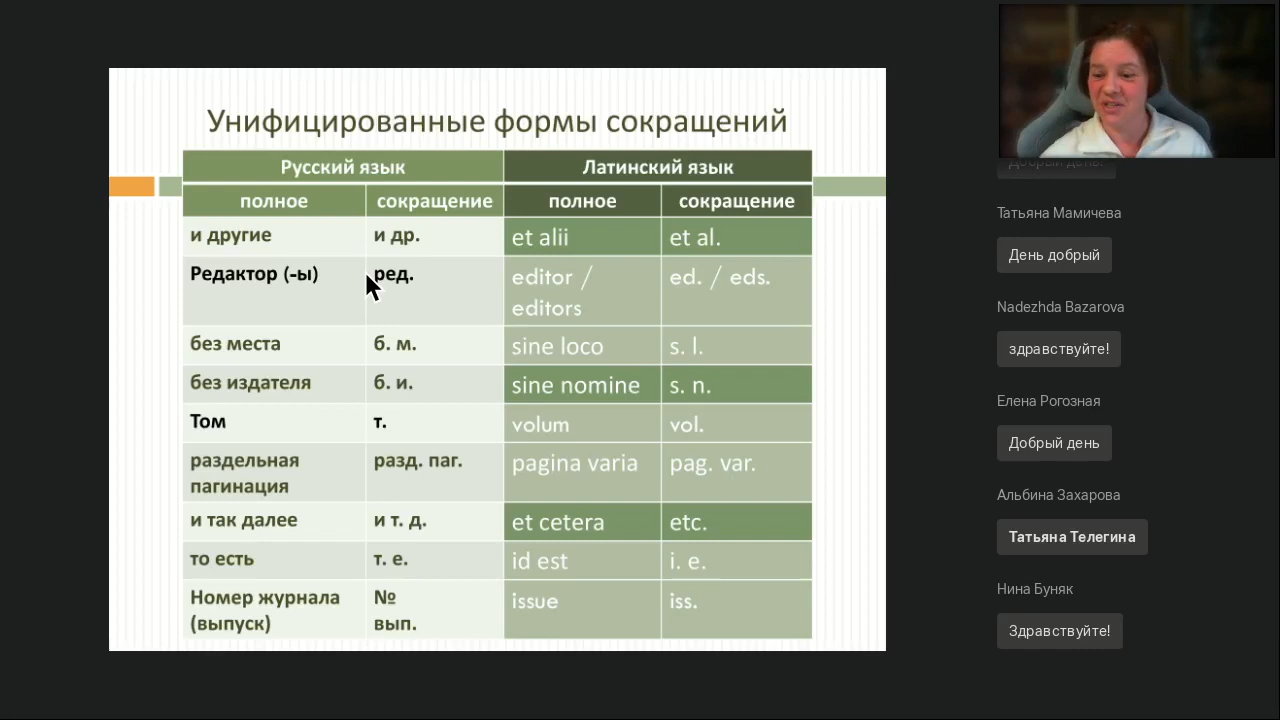 Унифицированные формы сокращений
Русский язык Латинский язык
полное сокращение полное сокращение
и другие и др. et alii et al.
Редактор (-ы) ред. editor / ed. / eds.
editors
без места б. м. sine loco s. l.
без издателя б. и. sine nomine s. n.
Том т. volum vol.
раздельная разд. паг. pagina varia pag. var.
пагинация
и так далее и т. д. et cetera etc.
то есть т. е. id est i. e.
Номер журнала № issue iss.
(выпуск) вып.
Добрый день!
Татьяна Мамичева
День добрый
Nadezhda Bazarova
здравствуйте!
Елена Рогозная
Добрый день
Альбина Захарова
Татьяна Телегина
Нина Буняк
Здравствуйте!